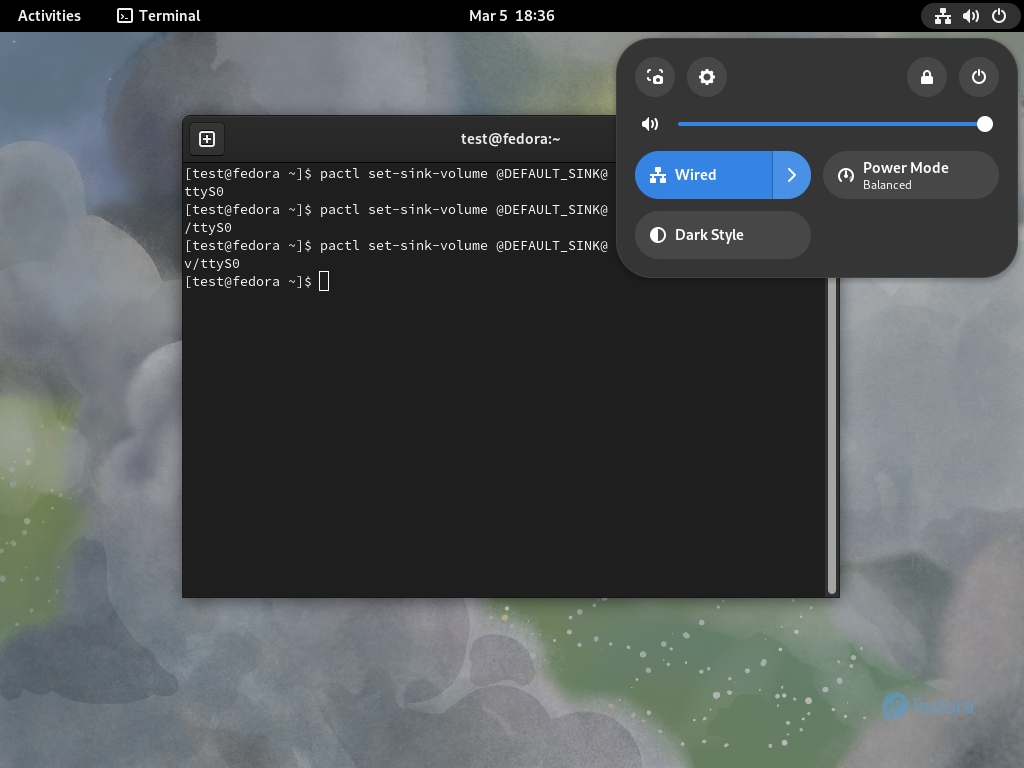 Activities Terminal Mar 5 18:36
test@fedora:~
Wired
Power Mode
Balanced
Dark Style
[test@fedora ~]$ pactl set-sink-volume @DEFAULT_SINK@
ttyS0
[test@fedora ~]$ pactl set-sink-volume @DEFAULT_SINK@
/ttyS0
[test@fedora ~]$ pactl set-sink-volume @DEFAULT_SINK@
v/ttyS0
[test@fedora ~]$
fedora